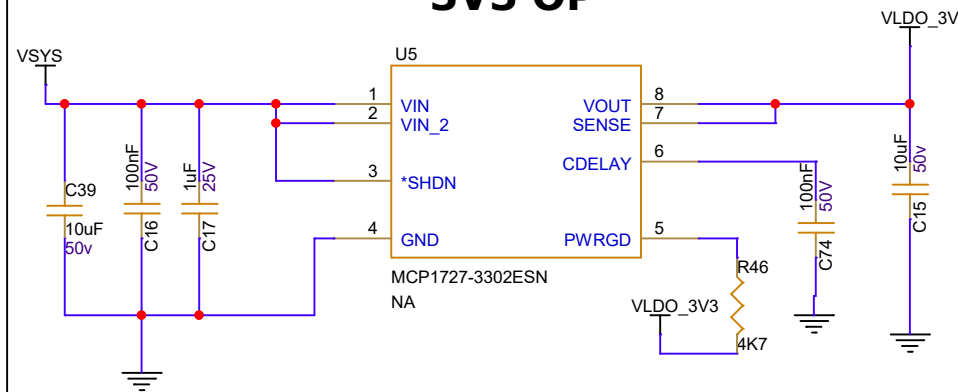 3V3 OP
VLDO_3V
VSYS
U5
1 VIN
2 VIN_2
3 *SHDN
4 GND
VOUT 8
SENSE 7
CDELAY 6
PWRGD 5
C39
10uF
50v
100nF
50V
C16
1uF
25V
C17
MCP1727-3302ESN
NA
VLDO_3V3
R46
4K7
100nF
50V
C74
10uF
50v
C15